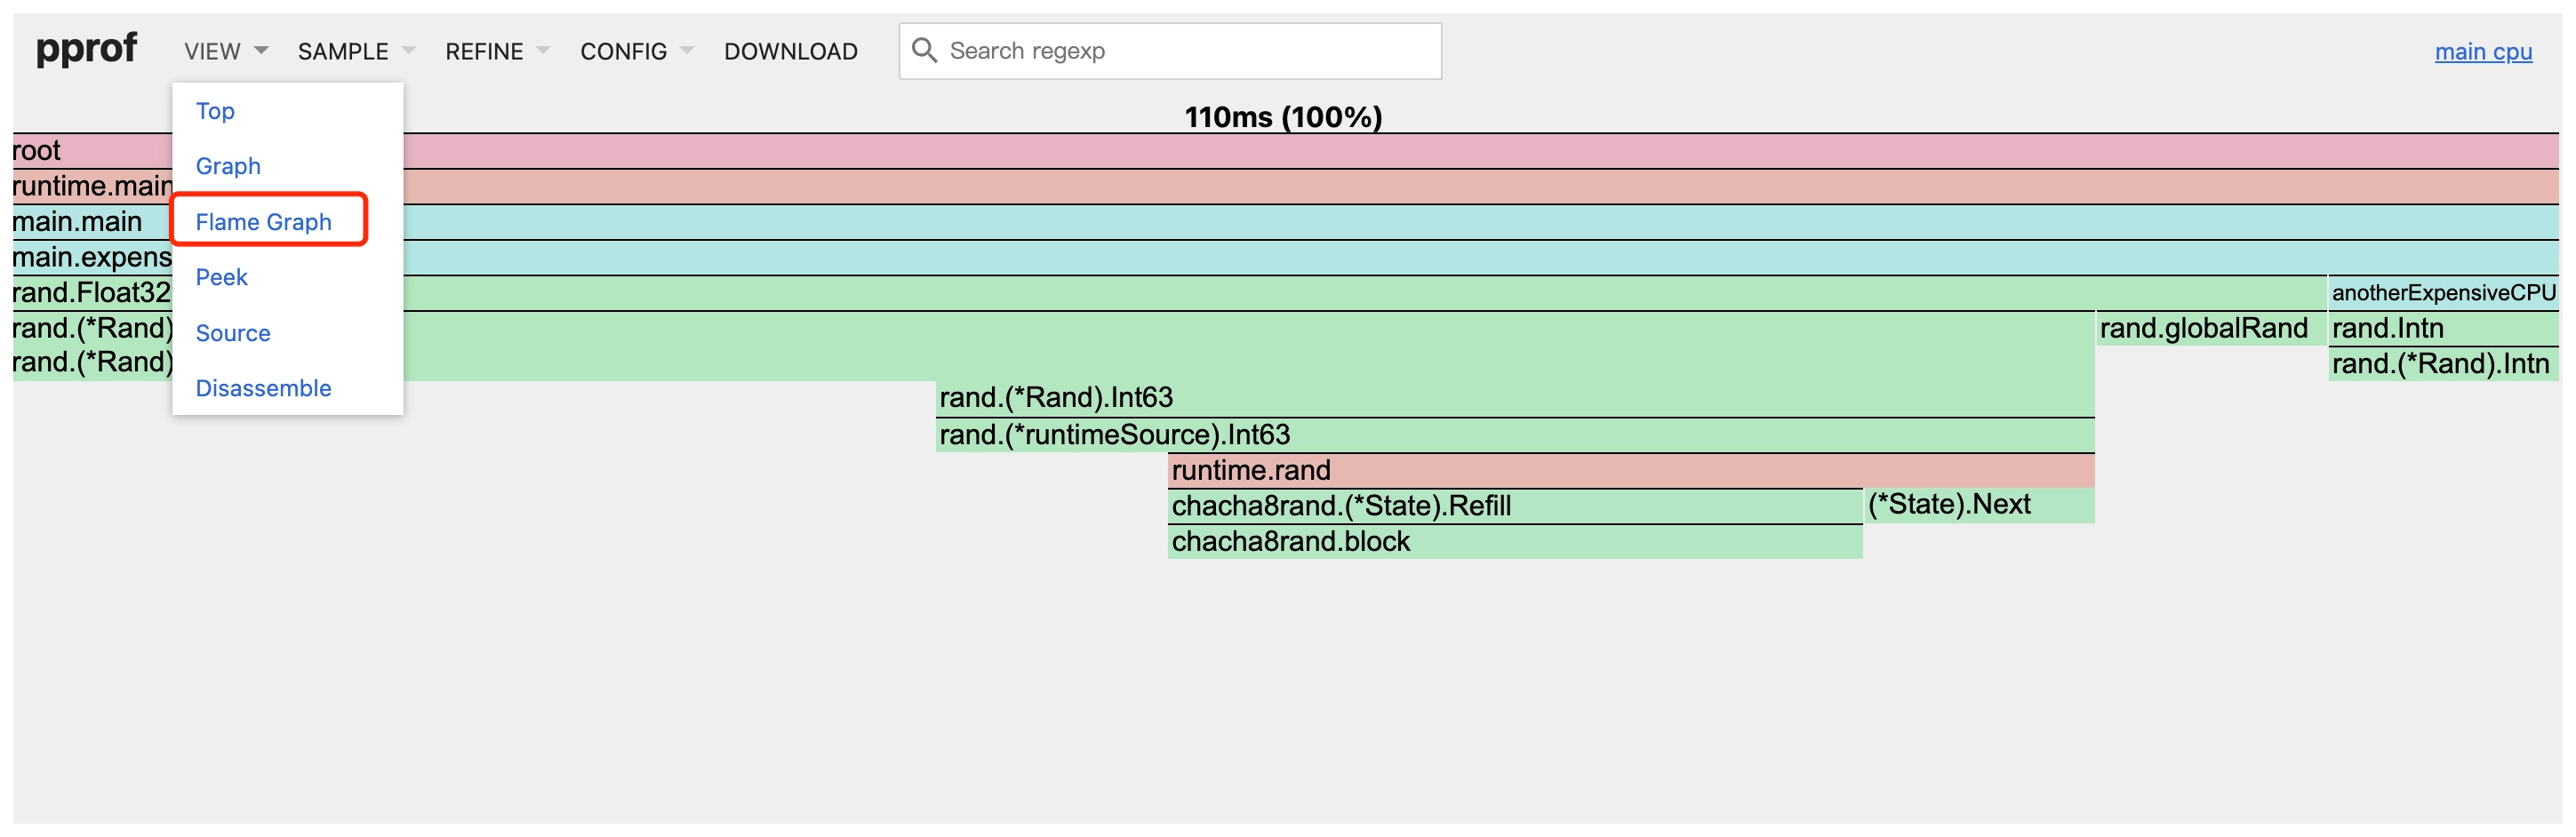 pprof VIEW SAMPLE REFINE CONFIG DOWNLOAD Search regexp main cpu
Top
Graph
Flame Graph
Peek
Source
Disassemble
110ms (100%)
root
runtime.main
main.main
main.expens
rand.Float32 anotherExpensiveCPU
rand.(*Rand) rand.globalRand rand.Intn
rand.(*Rand) rand.(*Rand).Intn
rand.(*Rand).Int63
rand.(*runtimeSource).Int63
runtime.rand
chacha8rand.(*State).Refill (*State).Next
chacha8rand.block